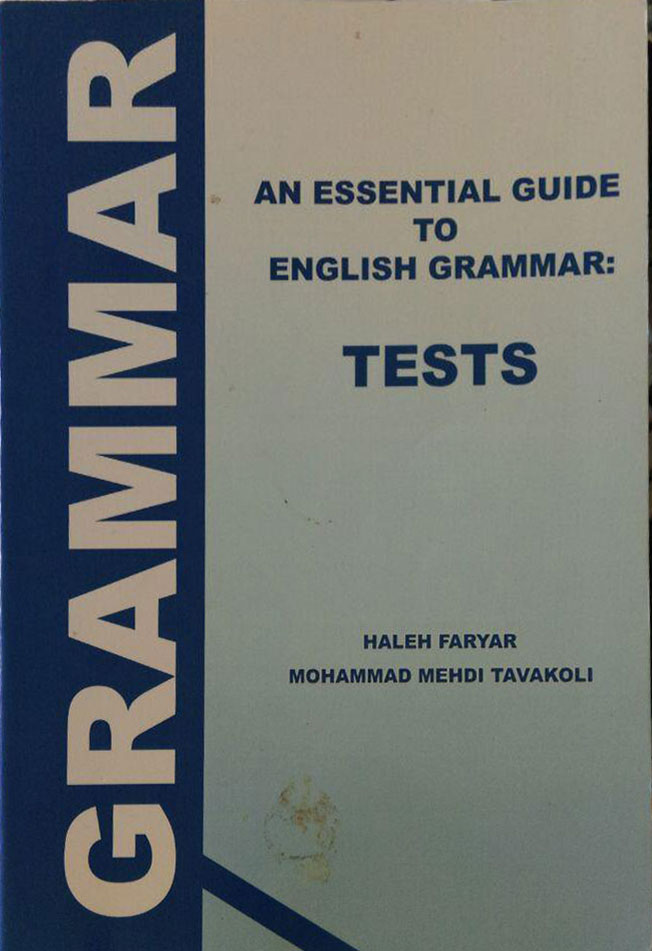 GRAMMAR
AN ESSENTIAL GUIDE
TO
ENGLISH GRAMMAR:
TESTS
HALEH FARYAR
MOHAMMAD MEHDI TAVAKOLI